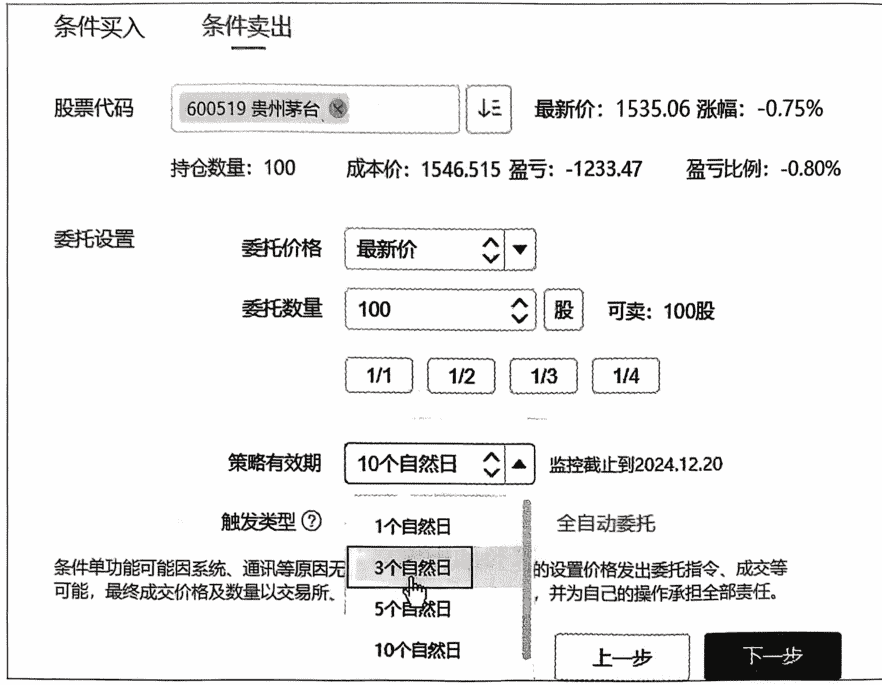 条件买入 条件卖出
股票代码 600519 贵州茅台 最新价：1535.06 涨幅：-0.75%
持仓数量：100 成本价：1546.515 盈亏：-1233.47 盈亏比例：-0.80%
委托设置 委托价格 最新价
委托数量 100 股 可卖：100股
1/1 1/2 1/3 1/4
策略有效期 10个自然日 监控截止到2024.12.20
触发类型 ? 1个自然日 全自动委托
条件单功能可能因系统、通讯等原因无 3个自然日 的设置价格发出委托指令、成交等
可能，最终成交价格及数量以交易所、 5个自然日 ，并为自己的操作承担全部责任。
10个自然日
上一步 下一步